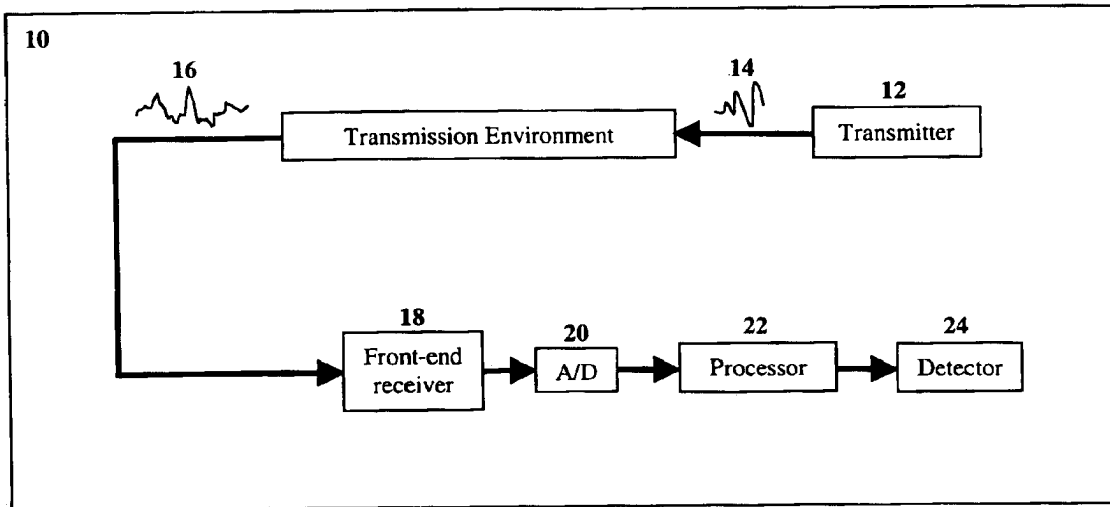 10
16
14
12
Transmission Environment
Transmitter
18
20
22
24
Front-end
receiver
A/D
Processor
Detector